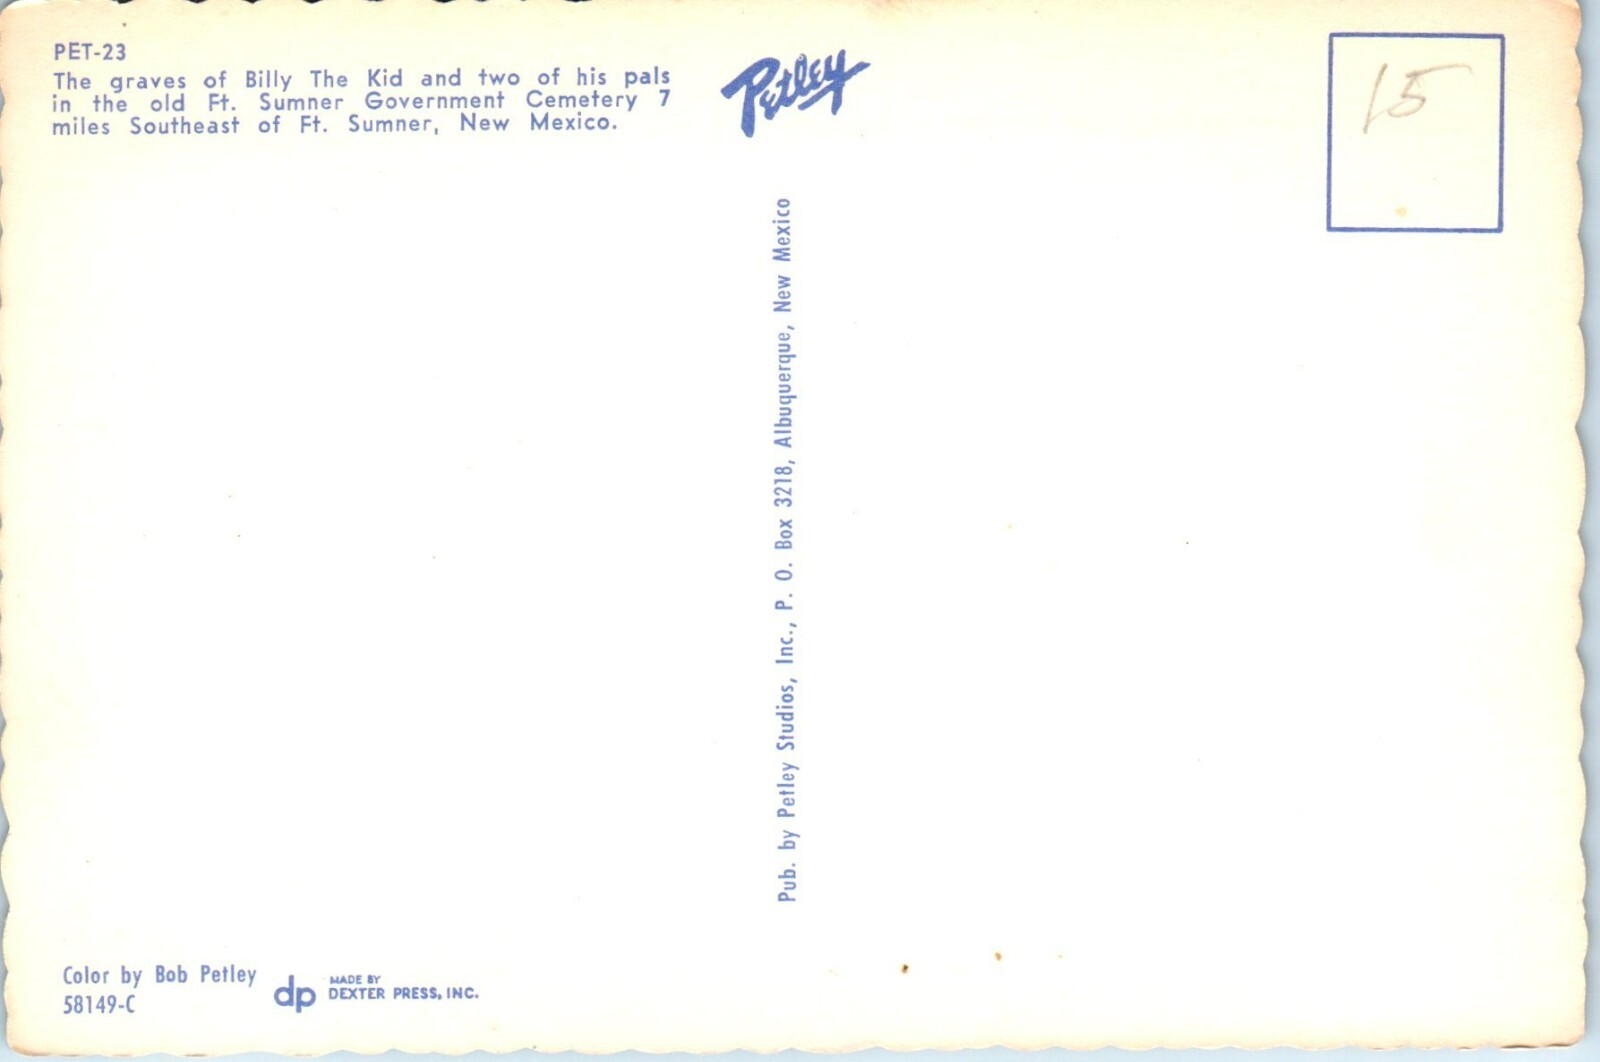 PET-23
The graves of Billy The Kid and two of his pals
in the old Ft. Sumner Government Cemetery 7
miles Southeast of Ft. Sumner, New Mexico.
Petley
15
Pub. by Petley Studios, Inc., P. O. Box 3218, Albuquerque, New Mexico
Color by Bob Petley
58149-C
dp
MADE BY
DEXTER PRESS, INC.